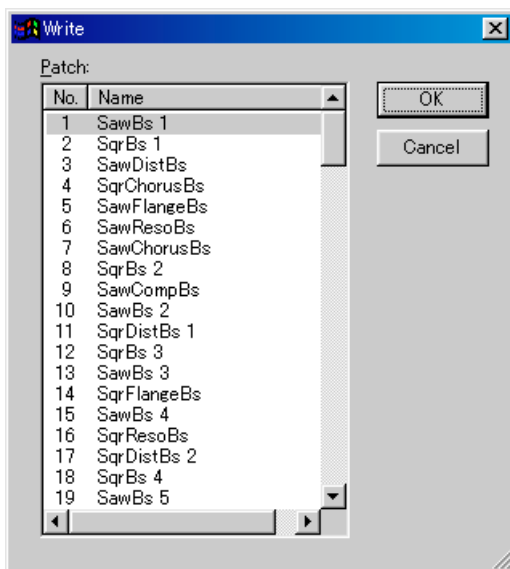 Write
Patch:
No. Name
1 SawBs 1
2 SqrBs 1
3 SawDistBs
4 SqrChorusBs
5 SawFlangeBs
6 SawResoBs
7 SawChorusBs
8 SqrBs 2
9 SawCompBs
10 SawBs 2
11 SqrDistBs 1
12 SqrBs 3
13 SawBs 3
14 SqrFlangeBs
15 SawBs 4
16 SqrResoBs
17 SqrDistBs 2
18 SqrBs 4
19 SawBs 5
OK
Cancel